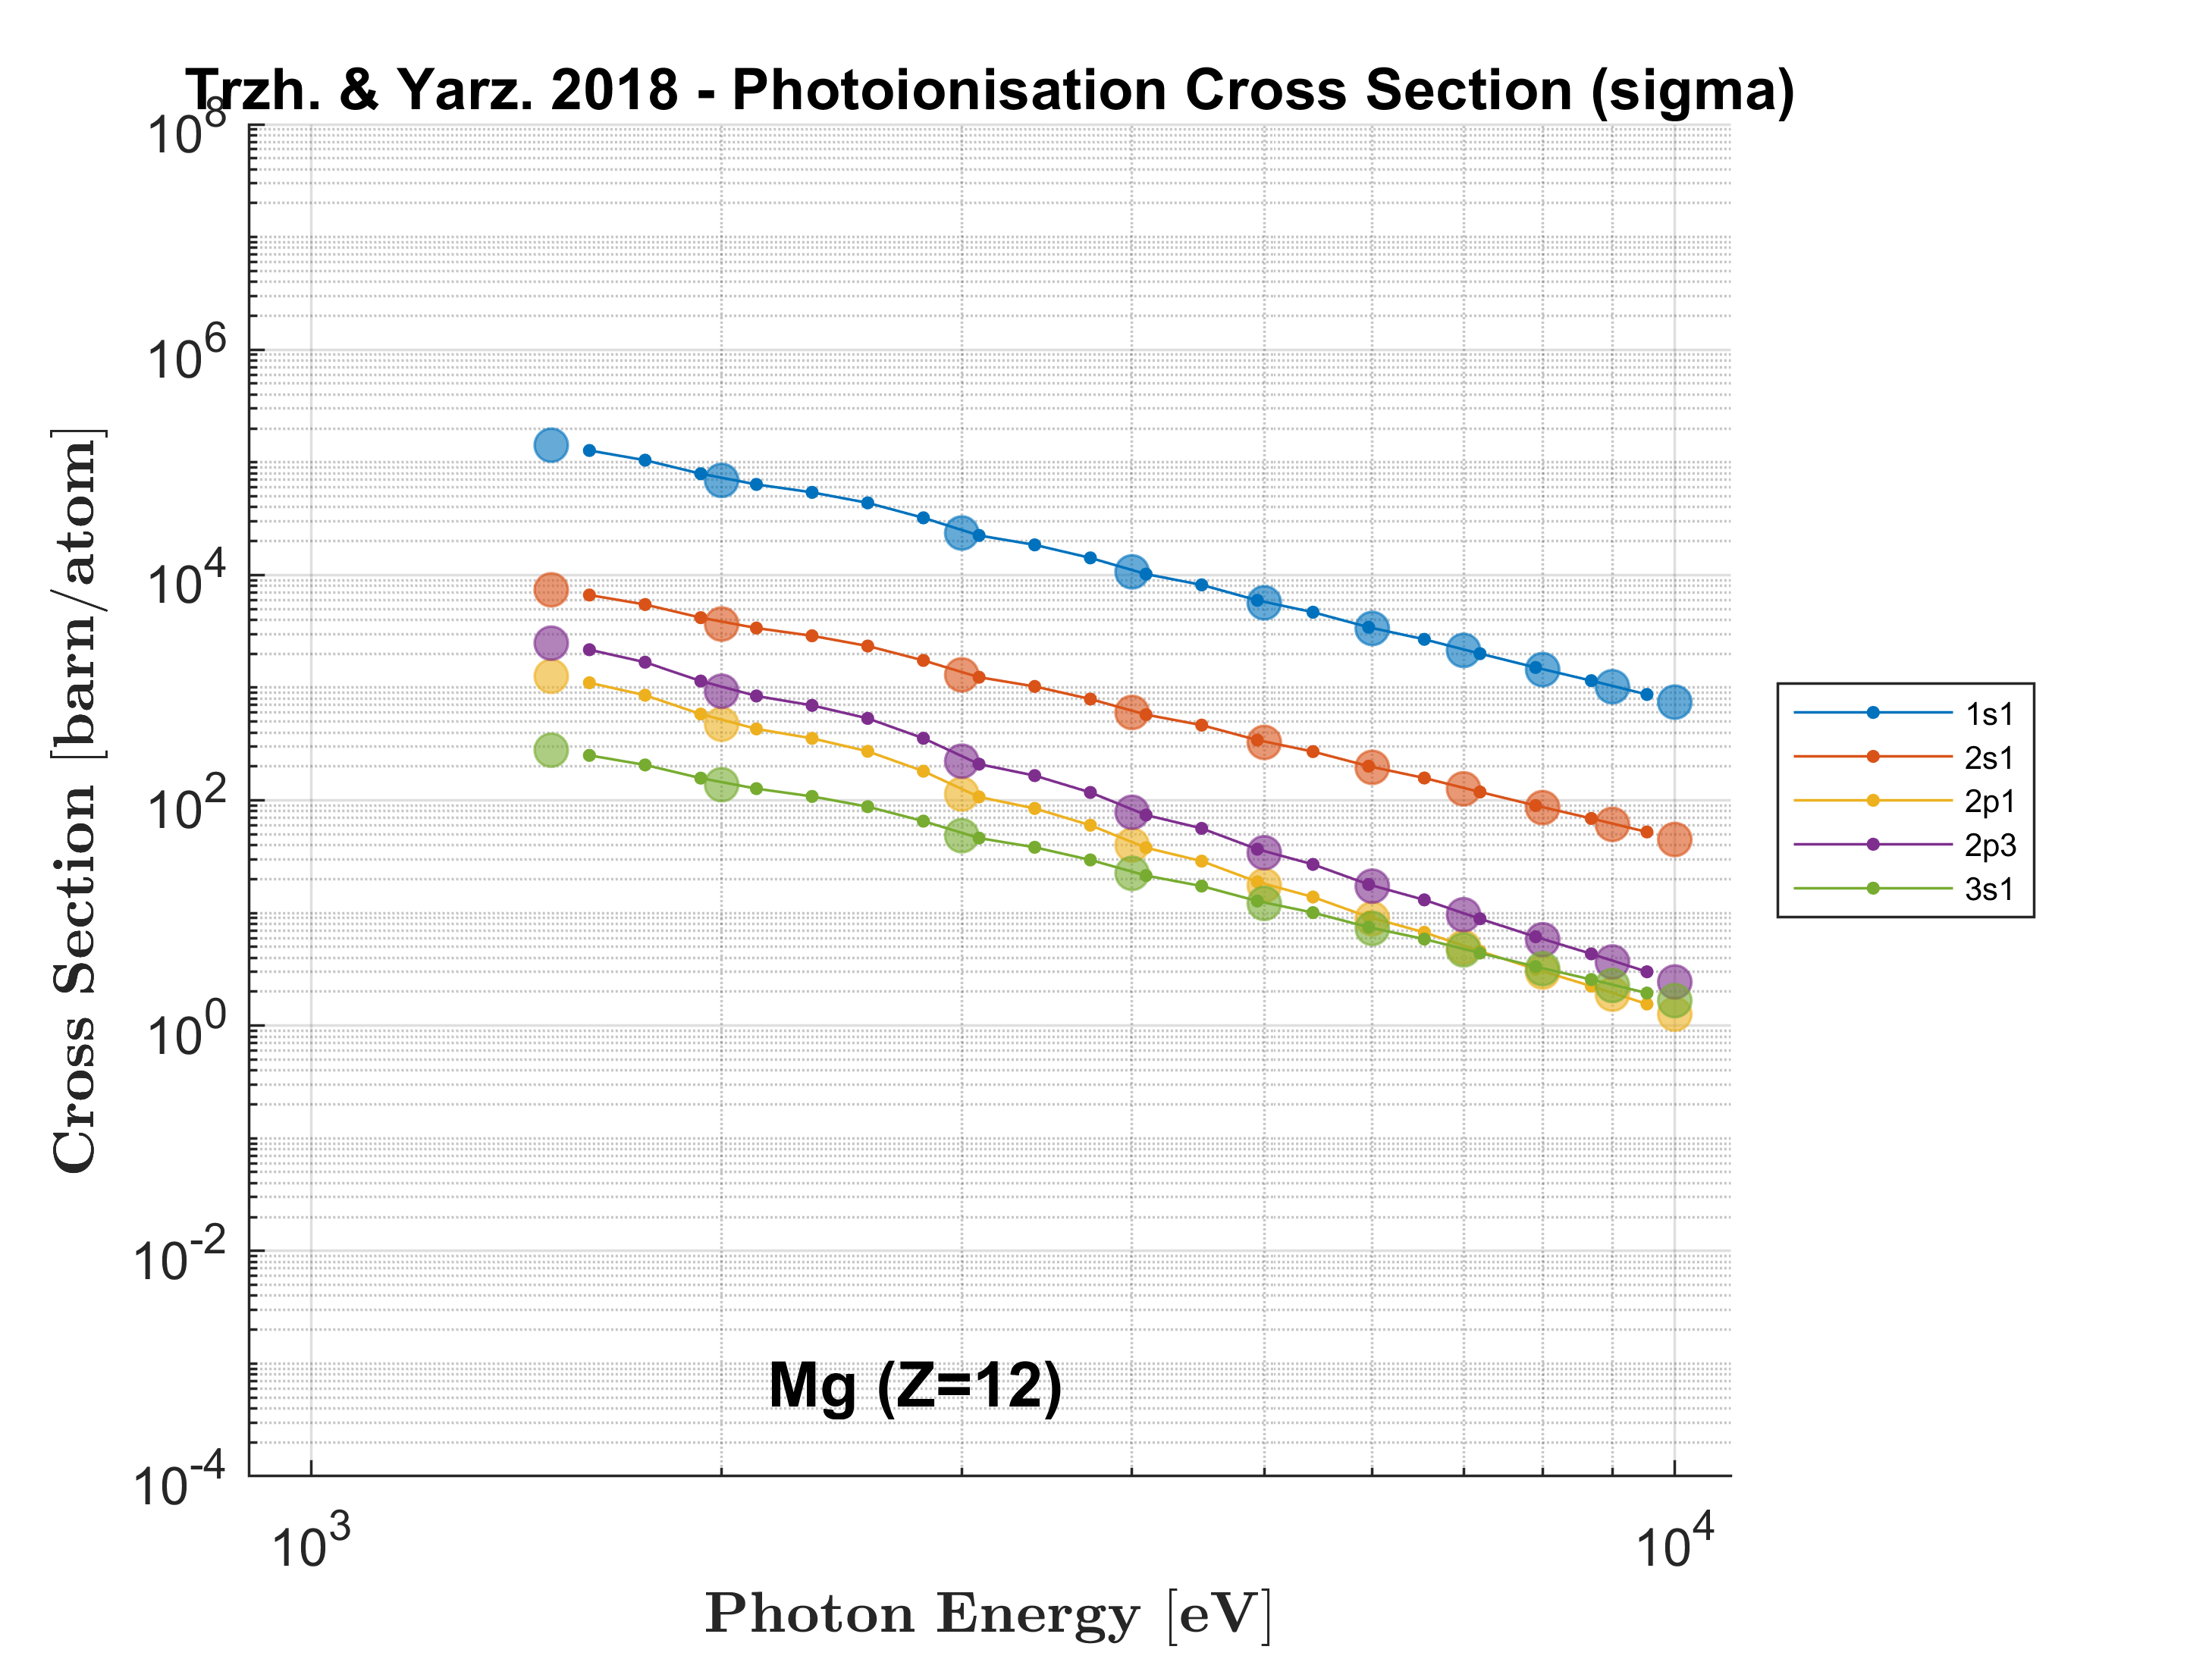 Trzh. & Yarz. 2018 - Photoionisation Cross Section (sigma)
10^8
10^6
10^4
10^2
10^0
10^-2
10^-4
Cross Section [barn/atom]
1s1
2s1
2p1
2p3
3s1
Mg (Z=12)
10^3
10^4
Photon Energy [eV]